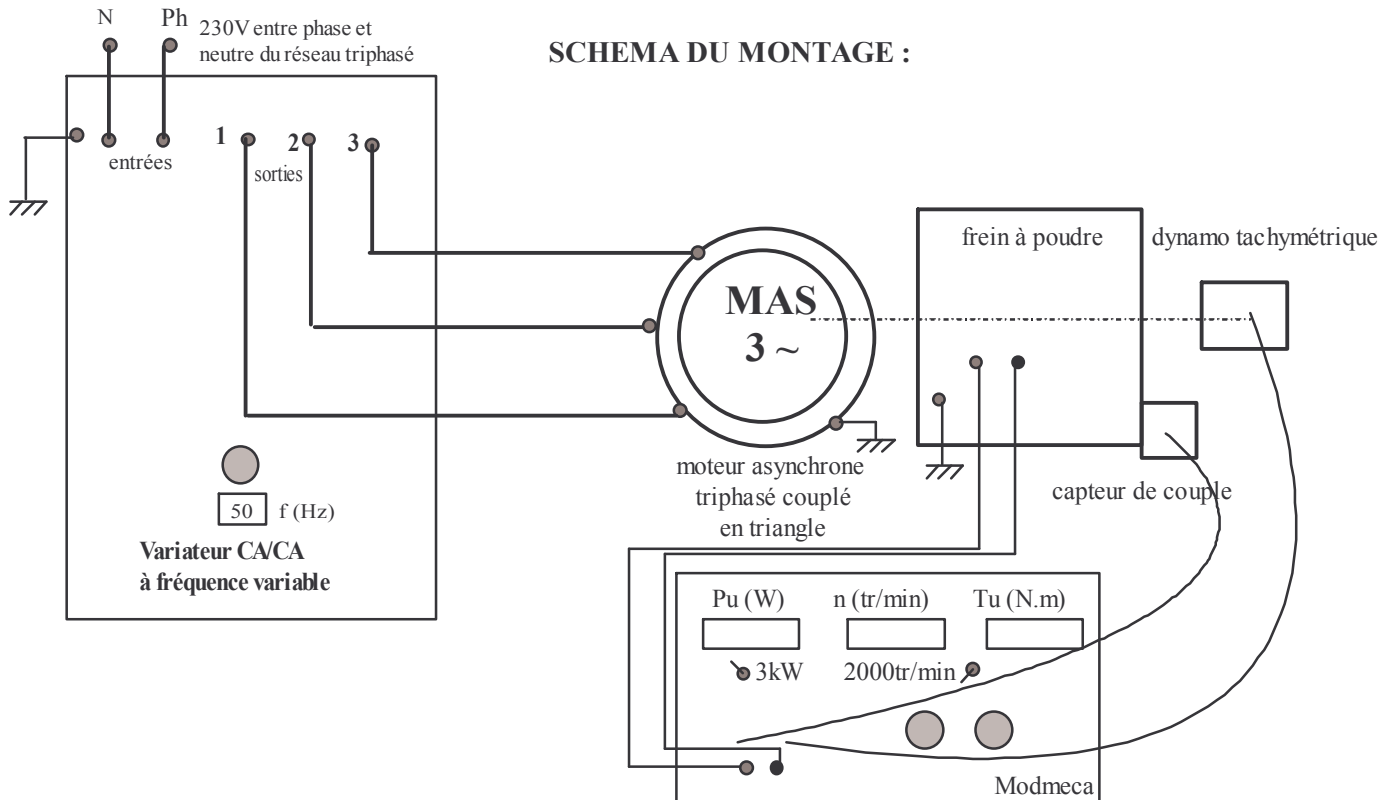 N
Ph
230V entre phase et
neutre du réseau triphasé
SCHEMA DU MONTAGE :
1
2
3
entrées
sorties
frein à poudre
dynamo tachymétrique
MAS
3 ~
moteur asynchrone
triphasé couplé
en triangle
capteur de couple
50
f (Hz)
Variateur CA/CA
à fréquence variable
Pu (W)
n (tr/min)
Tu (N.m)
3kW
2000tr/min
Modmeca